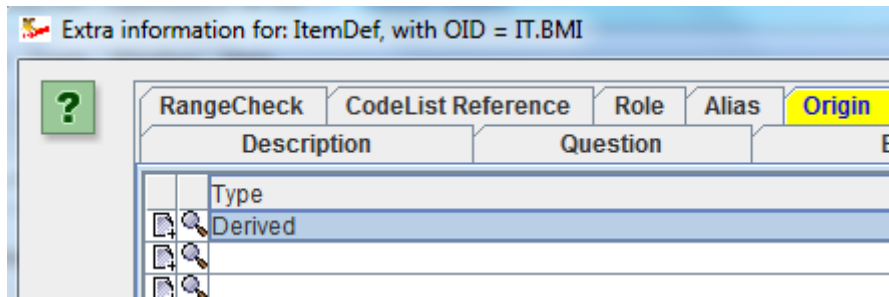 Extra information for: ItemDef, with OID = IT.BMI
?
RangeCheck CodeList Reference Role Alias Origin
Description Question
Type
Derived